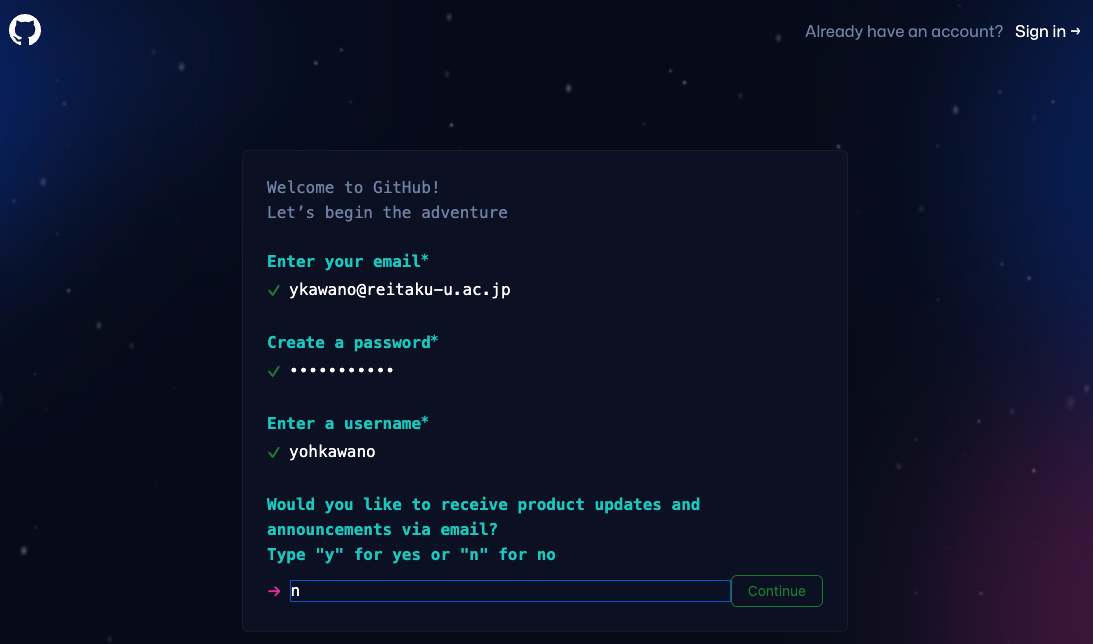 Already have an account? Sign in →
Welcome to GitHub!
Let’s begin the adventure
Enter your email*
✓ ykawano@reitaku-u.ac.jp
Create a password*
✓ •••••••••••
Enter a username*
✓ yohkawano
Would you like to receive product updates and
announcements via email?
Type "y" for yes or "n" for no
→ n Continue